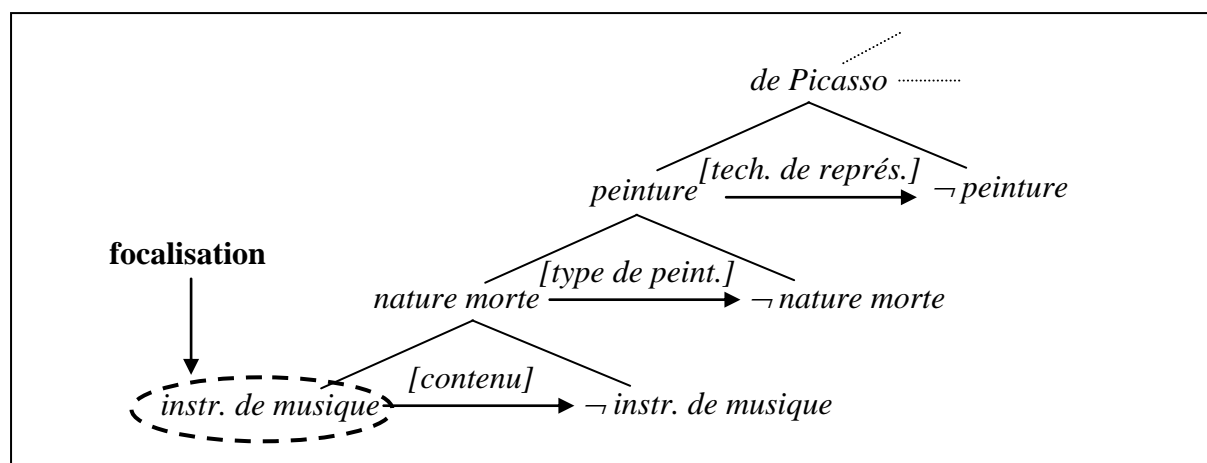 de Picasso
peinture [tech. de représ.] ¬ peinture
focalisation
nature morte [type de peint.] ¬ nature morte
instr. de musique [contenu] ¬ instr. de musique